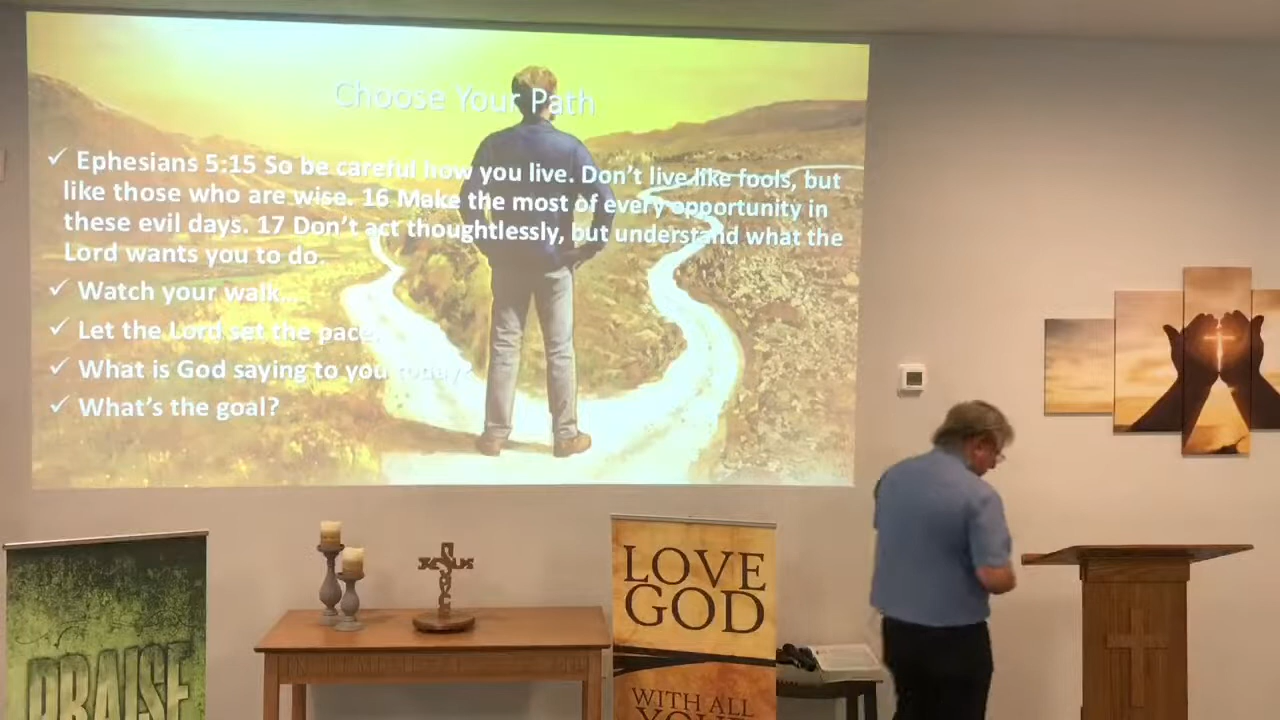 Choose Your Path
✓ Ephesians 5:15 So be careful how you live. Don't live like fools, but
like those who are wise. 16 Make the most of every opportunity in
these evil days. 17 Don't act thoughtlessly, but understand what the
Lord wants you to do.
✓ Watch your walk...
✓ Let the Lord set the pace.
✓ What is God saying to you today?
✓ What's the goal?
PRAISE
JESUS
LOVE
GOD
WITH ALL
YOUR